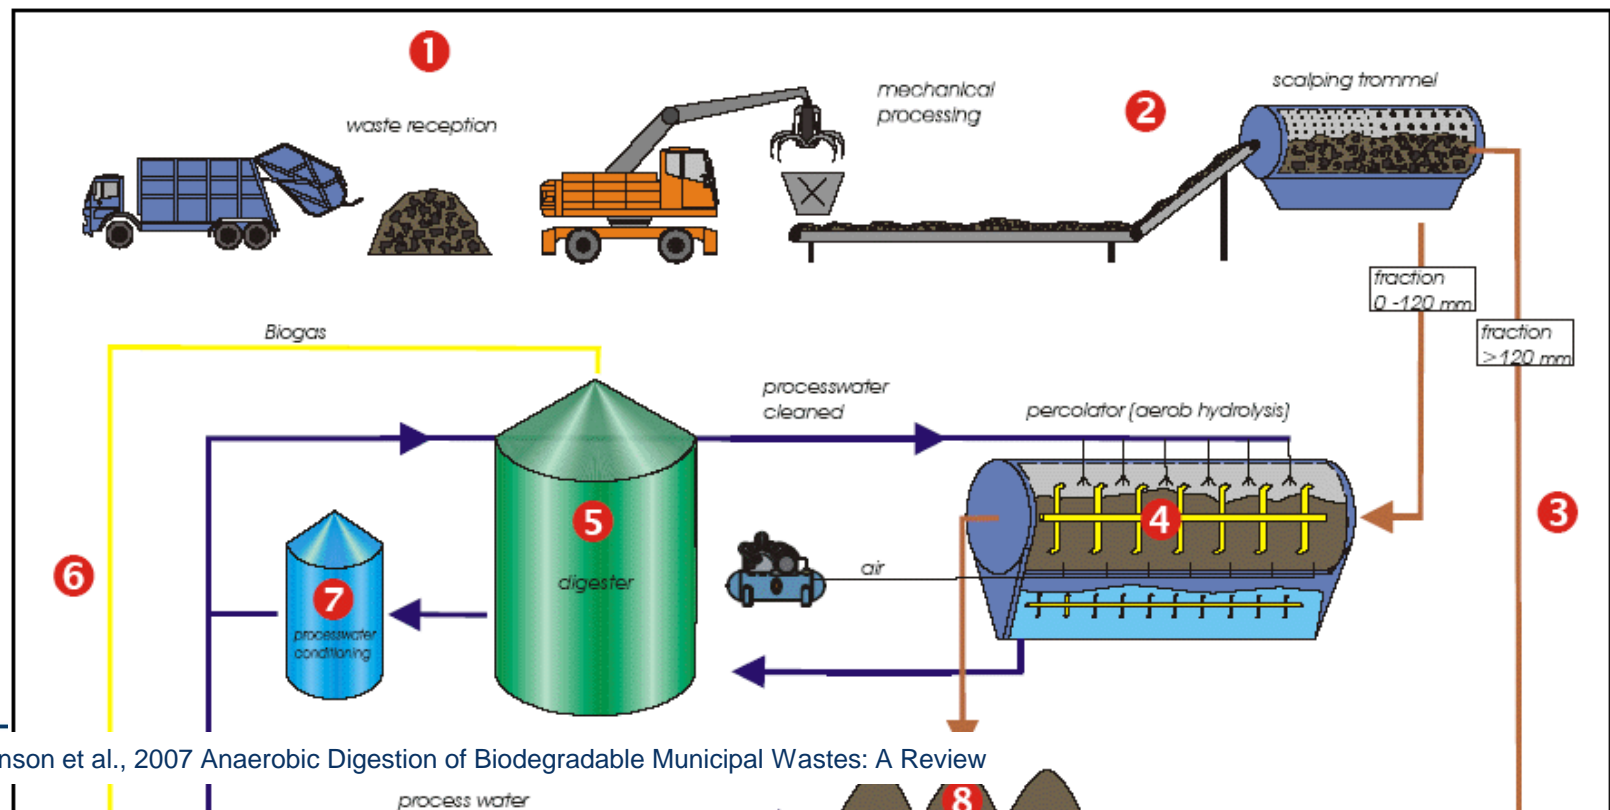 1
waste reception
mechanical
processing
2
scalping trommel
fraction
0 -120 mm
fraction
>120 mm
Biogas
processwater
cleaned
percolator (aerob hydrolysis)
3
4
5
digester
air
6
7
processwater
conditioning
nson et al., 2007 Anaerobic Digestion of Biodegradable Municipal Wastes: A Review
8
process water